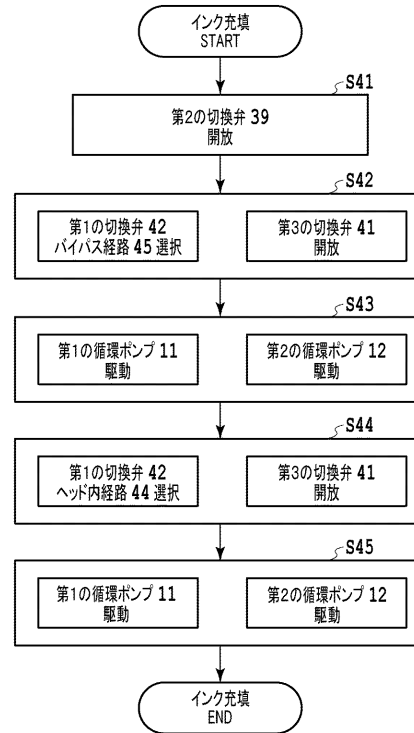 インク充填
START
S41
第2の切換弁 39
開放
S42
第1の切換弁 42
バイパス経路 45 選択
第3の切換弁 41
開放
S43
第1の循環ポンプ 11
駆動
第2の循環ポンプ 12
駆動
S44
第1の切換弁 42
ヘッド内経路 44 選択
第3の切換弁 41
開放
S45
第1の循環ポンプ 11
駆動
第2の循環ポンプ 12
駆動
インク充填
END